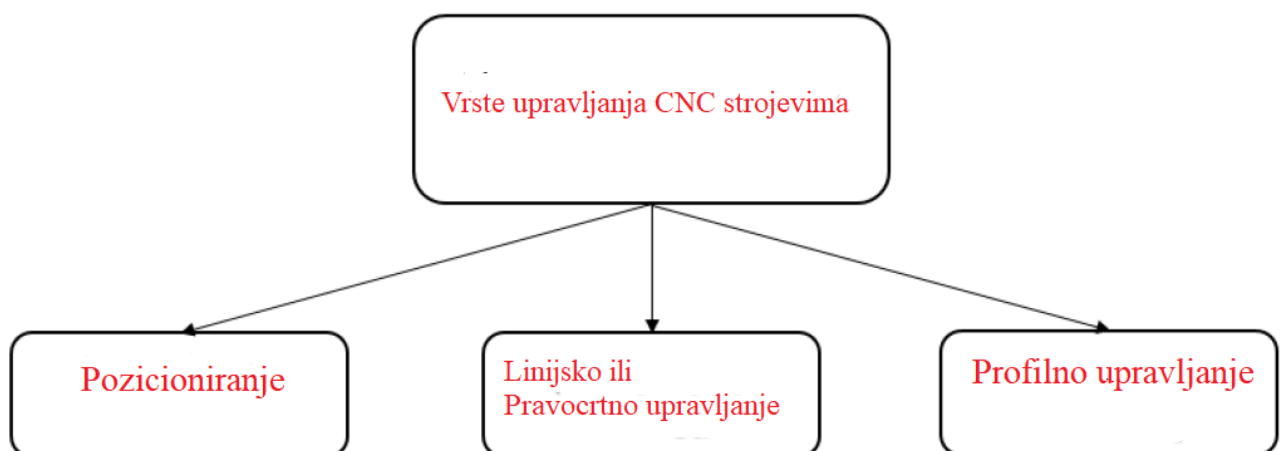 Vrste upravljanja CNC strojevima
Pozicioniranje
Linijsko ili
Pravocrtno upravljanje
Profilno upravljanje